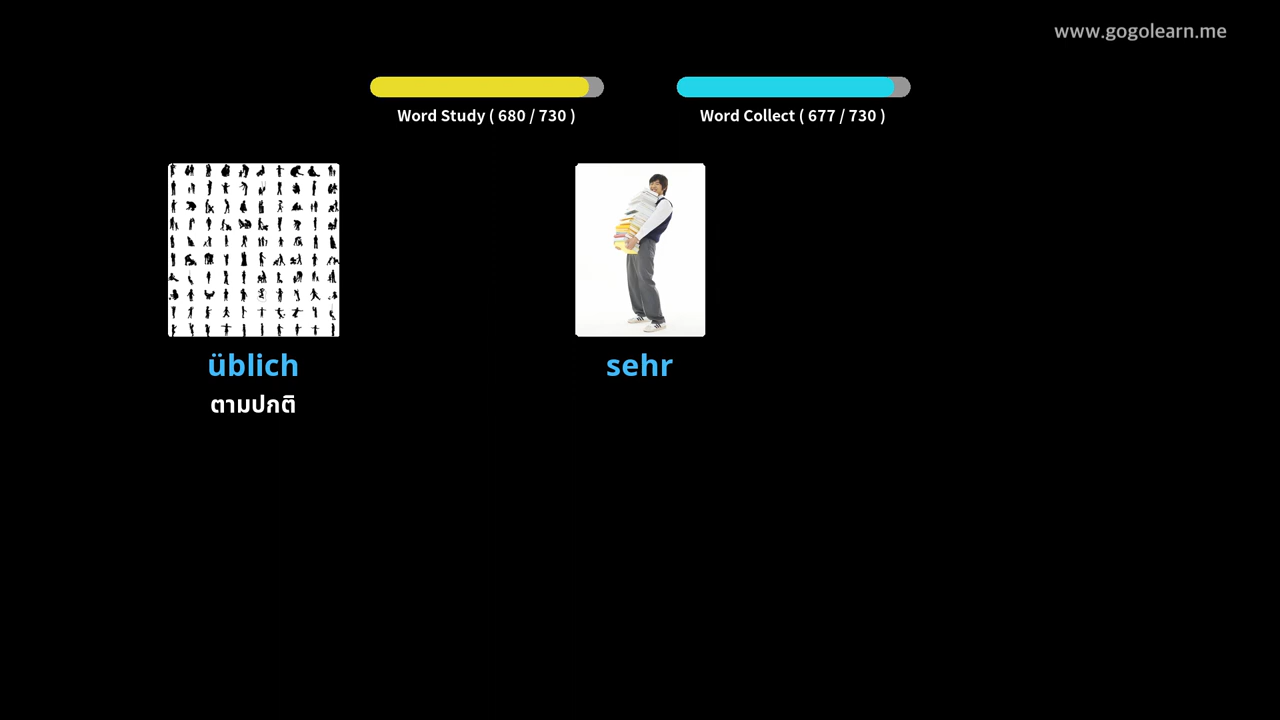 www.gogolearn.me
Word Study ( 680 / 730 )
Word Collect ( 677 / 730 )
üblich
ตามปกติ
sehr